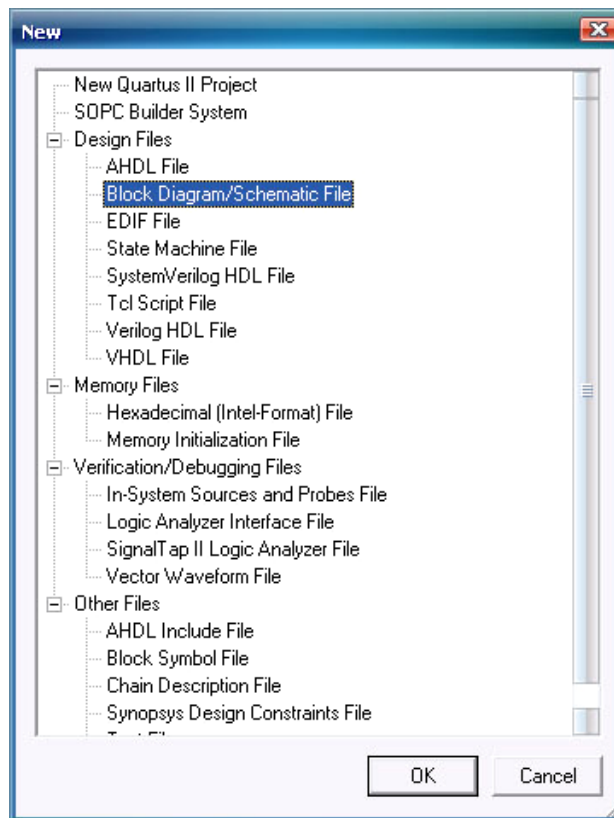 New
New Quartus II Project
SOPC Builder System
Design Files
AHDL File
Block Diagram/Schematic File
EDIF File
State Machine File
SystemVerilog HDL File
Tcl Script File
Verilog HDL File
VHDL File
Memory Files
Hexadecimal (Intel-Format) File
Memory Initialization File
Verification/Debugging Files
In-System Sources and Probes File
Logic Analyzer Interface File
SignalTap II Logic Analyzer File
Vector Waveform File
Other Files
AHDL Include File
Block Symbol File
Chain Description File
Synopsys Design Constraints File
OK Cancel